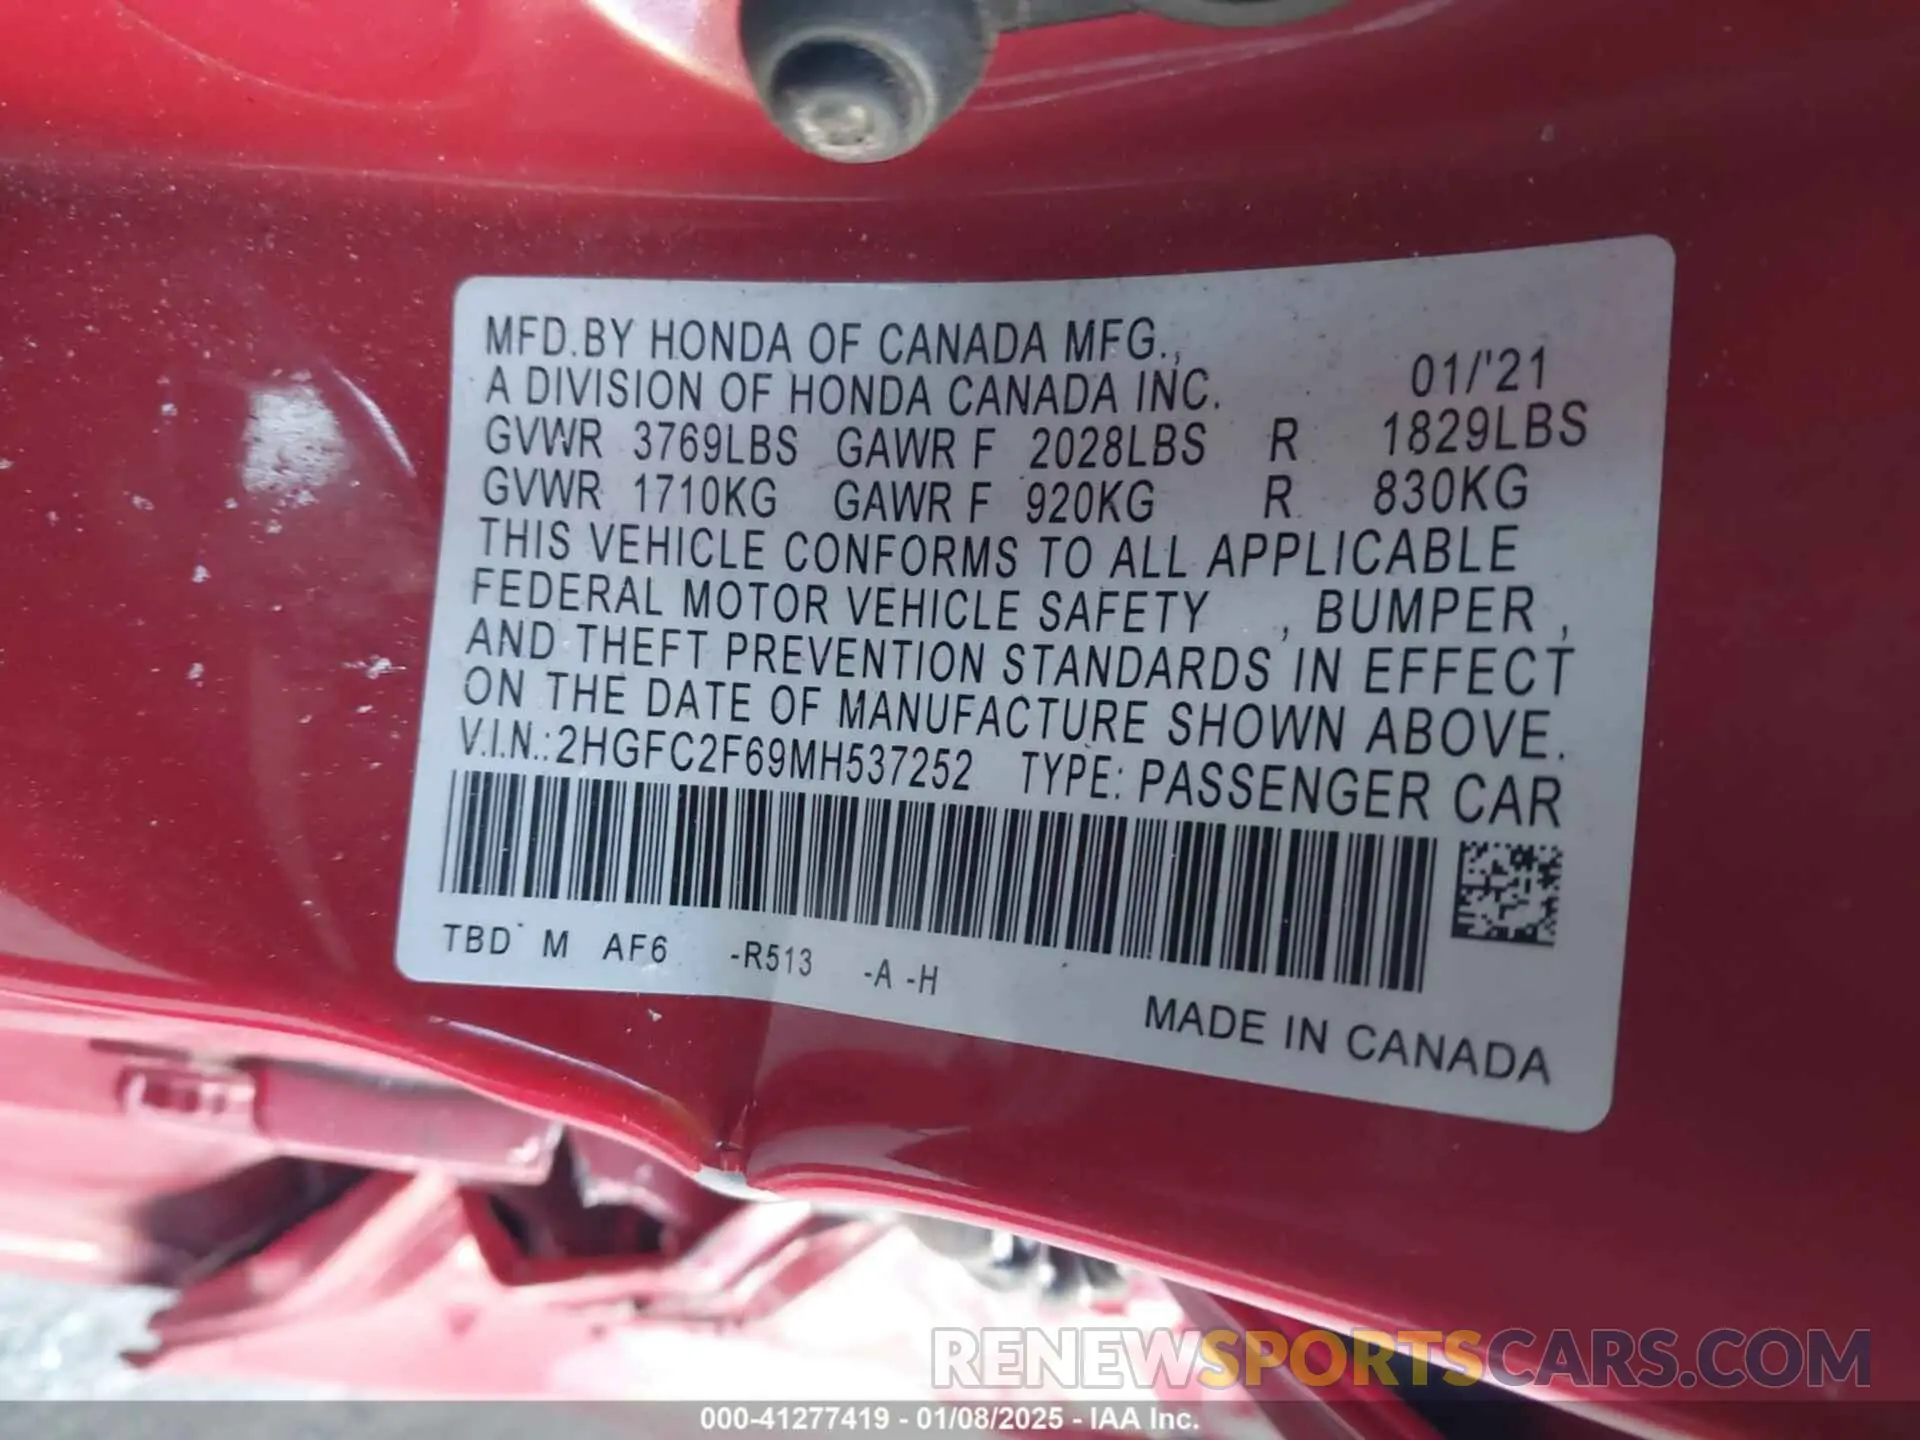 MFD.BY HONDA OF CANADA MFG.,
A DIVISION OF HONDA CANADA INC. 01/'21
GVWR 3769LBS GAWR F 2028LBS R 1829LBS
GVWR 1710KG GAWR F 920KG R 830KG
THIS VEHICLE CONFORMS TO ALL APPLICABLE
FEDERAL MOTOR VEHICLE SAFETY , BUMPER ,
AND THEFT PREVENTION STANDARDS IN EFFECT
ON THE DATE OF MANUFACTURE SHOWN ABOVE.
V.I.N.:2HGFC2F69MH537252 TYPE: PASSENGER CAR
TBD M AF6 -R513 -A -H
MADE IN CANADA
RENEWSPORTSCARS.COM
000-41277419 - 01/08/2025 - IAA Inc.